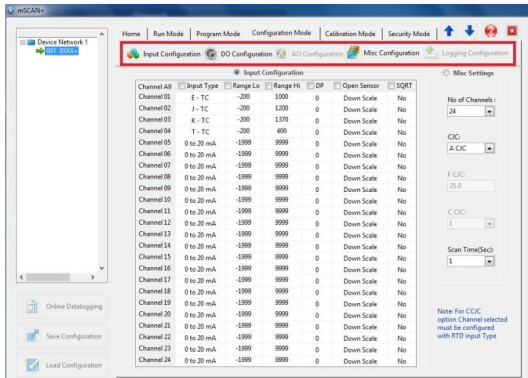 mSCAN+
Home Run Mode Program Mode Configuration Mode Calibration Mode Security Mode
Device Network 1
001 85XX+
Input Configuration DO Configuration AO Configuration Misc Configuration Logging Configuration
Input Configuration
Misc Settings
Channel All Input Type Range Lo Range Hi DP Open Sensor SQRT
Channel 01 E - TC -200 1000 0 Down Scale No
Channel 02 J - TC -200 1200 0 Down Scale No
Channel 03 K - TC -200 1370 0 Down Scale No
Channel 04 T - TC -200 400 0 Down Scale No
Channel 05 0 to 20 mA -1999 9999 0 Down Scale No
Channel 06 0 to 20 mA -1999 9999 0 Down Scale No
Channel 07 0 to 20 mA -1999 9999 0 Down Scale No
Channel 08 0 to 20 mA -1999 9999 0 Down Scale No
Channel 09 0 to 20 mA -1999 9999 0 Down Scale No
Channel 10 0 to 20 mA -1999 9999 0 Down Scale No
Channel 11 0 to 20 mA -1999 9999 0 Down Scale No
Channel 12 0 to 20 mA -1999 9999 0 Down Scale No
Channel 13 0 to 20 mA -1999 9999 0 Down Scale No
Channel 14 0 to 20 mA -1999 9999 0 Down Scale No
Channel 15 0 to 20 mA -1999 9999 0 Down Scale No
Channel 16 0 to 20 mA -1999 9999 0 Down Scale No
Channel 17 0 to 20 mA -1999 9999 0 Down Scale No
Channel 18 0 to 20 mA -1999 9999 0 Down Scale No
Channel 19 0 to 20 mA -1999 9999 0 Down Scale No
Channel 20 0 to 20 mA -1999 9999 0 Down Scale No
Channel 21 0 to 20 mA -1999 9999 0 Down Scale No
Channel 22 0 to 20 mA -1999 9999 0 Down Scale No
Channel 23 0 to 20 mA -1999 9999 0 Down Scale No
Channel 24 0 to 20 mA -1999 9999 0 Down Scale No
No of Channels :
24
CJC:
A CJC
F CJC:
25.0
C CJC:
1
Scan Time(Sec):
1
Note: For CCJC
option Channel selected
must be configured
with RTD input Type
Online Datalogging
Save Configuration
Load Configuration